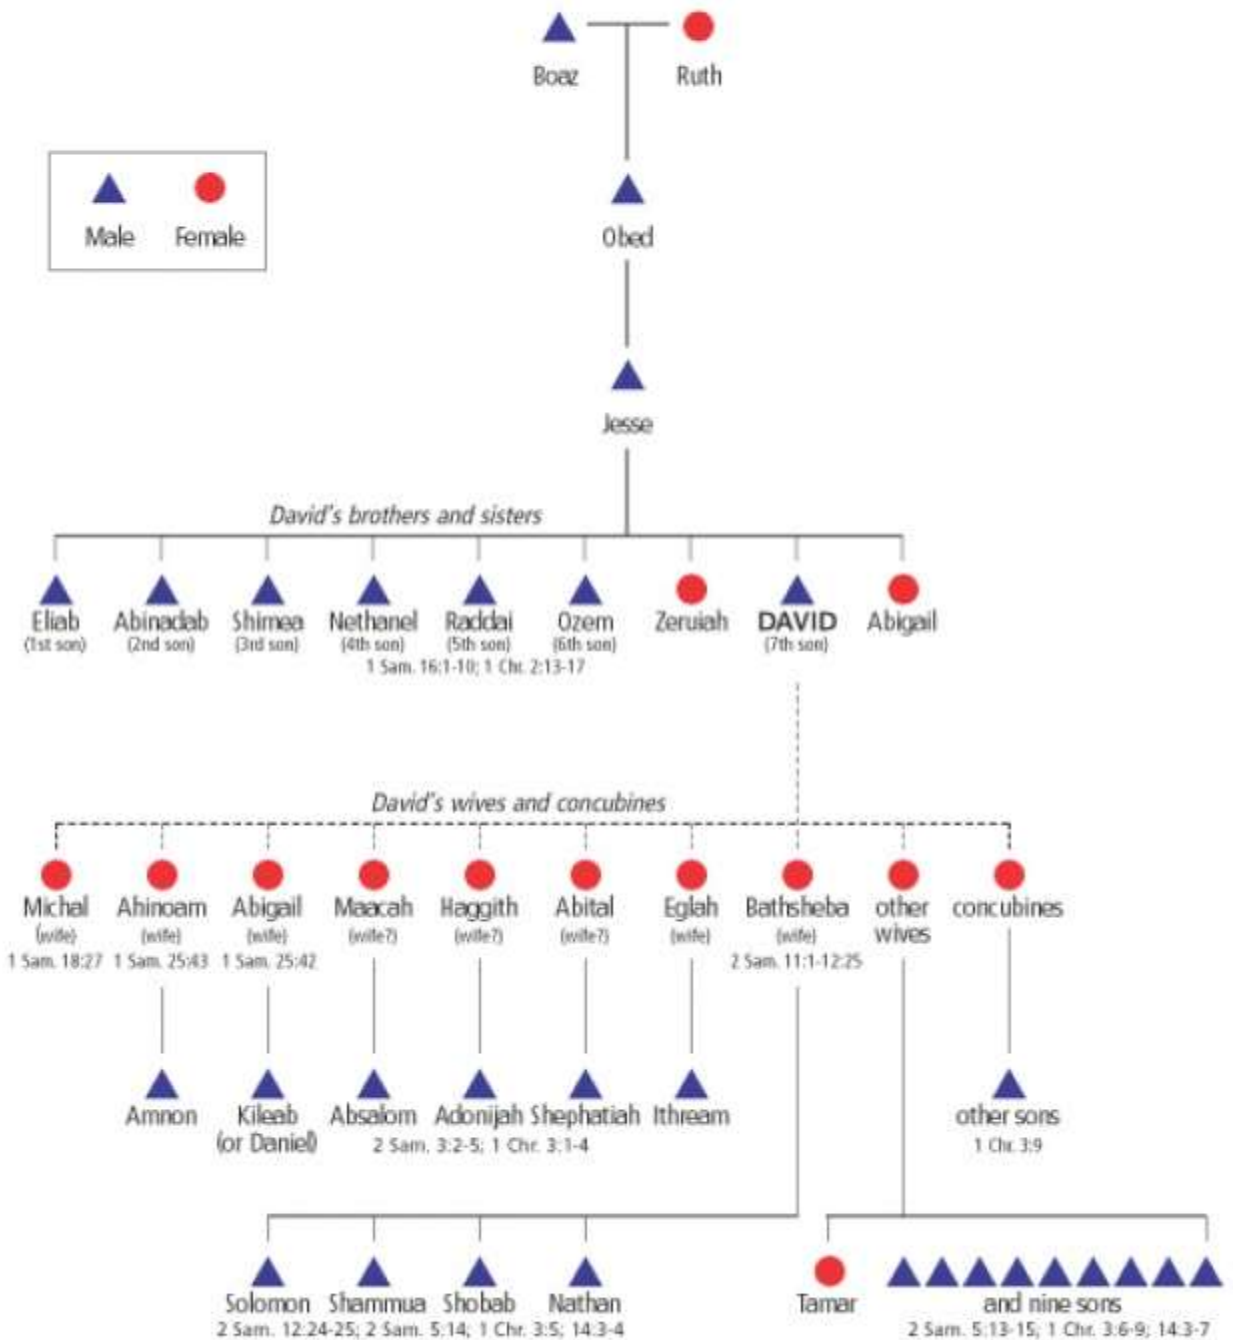 Boaz Ruth
Male Female
Obed
Jesse
David's brothers and sisters
Eliab Abinadab Shimea Nethanel Raddai Ozem Zeruiah DAVID Abigail
(1st son) (2nd son) (3rd son) (4th son) (5th son) (6th son) (7th son)
1 Sam. 16:1-10; 1 Chr. 2:13-17
David's wives and concubines
Michal Ahinoam Abigail Maacah Haggith Abital Eglah Bathsheba other concubines
(wife) (wife) (wife) (wife?) (wife?) (wife?) (wife) (wife) wives
1 Sam. 18:27 1 Sam. 25:43 1 Sam. 25:42 2 Sam. 11:1-12:25
Amnon Kileab Absalom Adonijah Shephatiah Ithream other sons
(or Daniel) 2 Sam. 3:2-5; 1 Chr. 3:1-4 1 Chr. 3:9
Solomon Shammua Shobab Nathan Tamar and nine sons
2 Sam. 12:24-25; 2 Sam. 5:14; 1 Chr. 3:5; 14:3-4 2 Sam. 5:13-15; 1 Chr. 3:6-9; 14:3-7